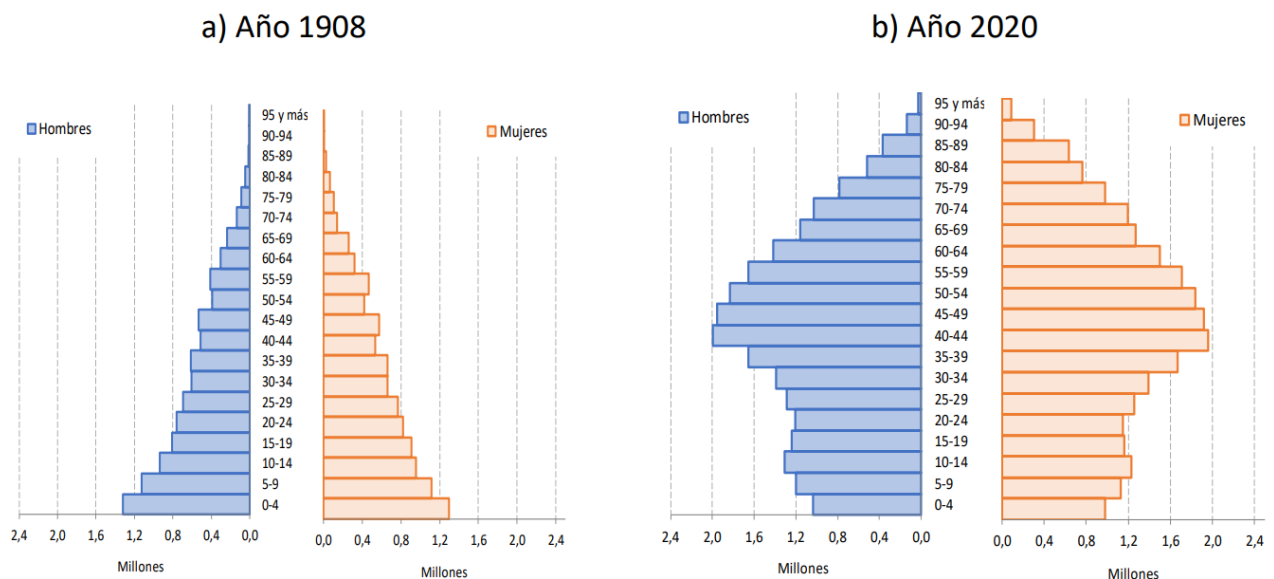 a) Año 1908
Hombres
Mujeres
95 y más
90-94
85-89
80-84
75-79
70-74
65-69
60-64
55-59
50-54
45-49
40-44
35-39
30-34
25-29
20-24
15-19
10-14
5-9
0-4
2,4 2,0 1,6 1,2 0,8 0,4 0,0
0,0 0,4 0,8 1,2 1,6 2,0 2,4
Millones
Millones
b) Año 2020
Hombres
Mujeres
95 y más
90-94
85-89
80-84
75-79
70-74
65-69
60-64
55-59
50-54
45-49
40-44
35-39
30-34
25-29
20-24
15-19
10-14
5-9
0-4
2,4 2,0 1,6 1,2 0,8 0,4 0,0
0,0 0,4 0,8 1,2 1,6 2,0 2,4
Millones
Millones